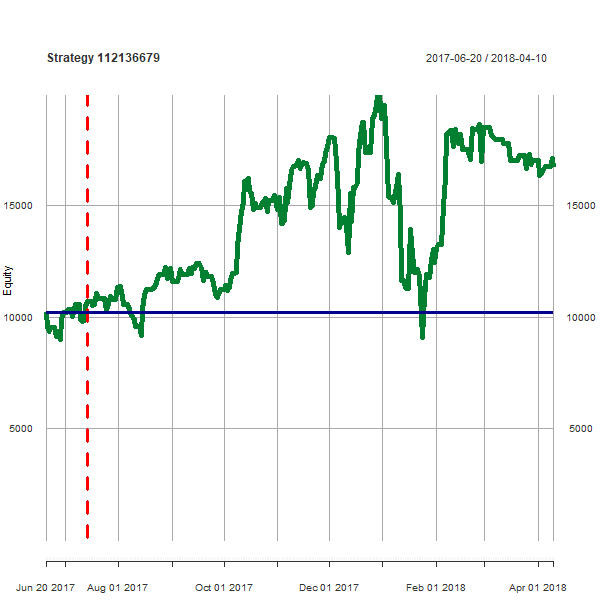 Strategy 112136679
2017-06-20 / 2018-04-10
15000
15000
Equity
10000
10000
5000
5000
Jun 20 2017
Aug 01 2017
Oct 01 2017
Dec 01 2017
Feb 01 2018
Apr 01 2018